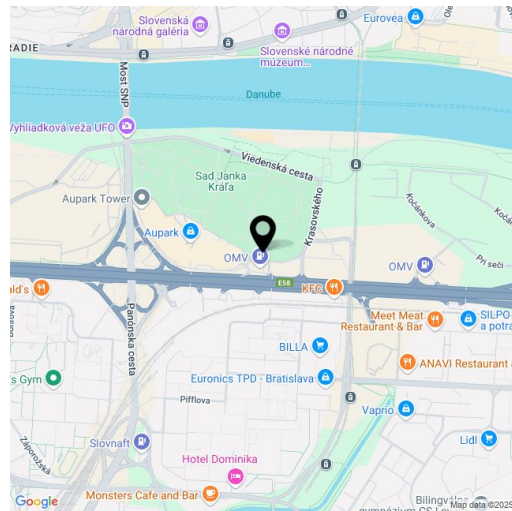 Slovenská
národná galéria
Eurovea
RADIE
Slovenské národné
múzeum...
Most SNP
Danube
Vyhliadková veža UFO
Viedenská cesta
Sad Janka
Kráľa
Aupark Tower
Krasovského
Kočánkova
Aupark
Pri seči
OMV
OMV
E58
ald's
KFC
Meet Meat
Restaurant & Bar
SILPO
a potra
Panónska cesta
BILLA
ANAVI Restaurant &
's Gym
Euronics TPD - Bratislava
Pifflova
Vaprio
Záporožská
Slovnaft
Lidl
Hotel Dominika
Monsters Cafe and Bar
Bilingválne
gymnázium CS Lew
Google
Map data ©2025